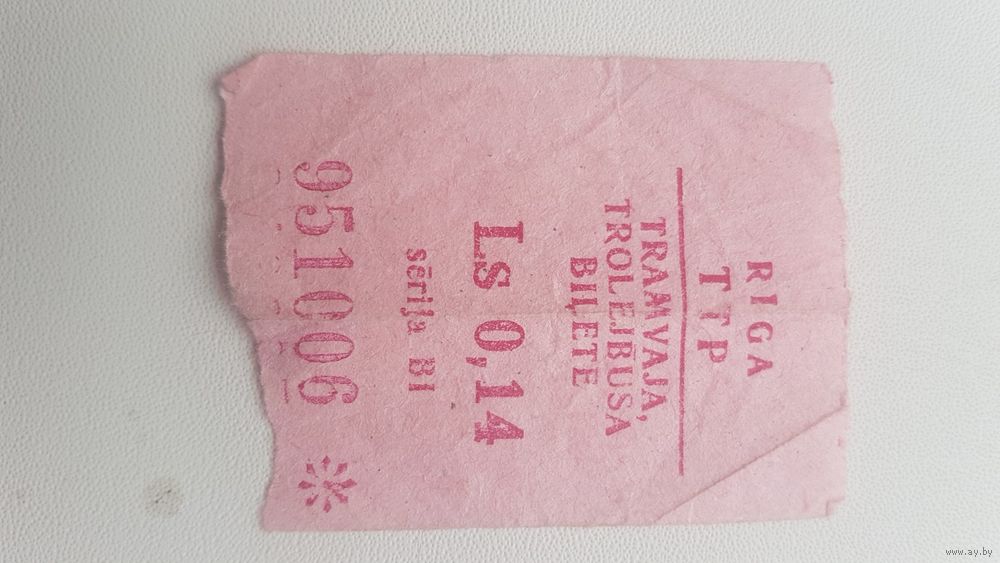 RIGA
TTP
TRAMVAJA,
TROLEJBUSA
BIĻETE
Ls 0,14
sērija BI
951006
www.ay.by